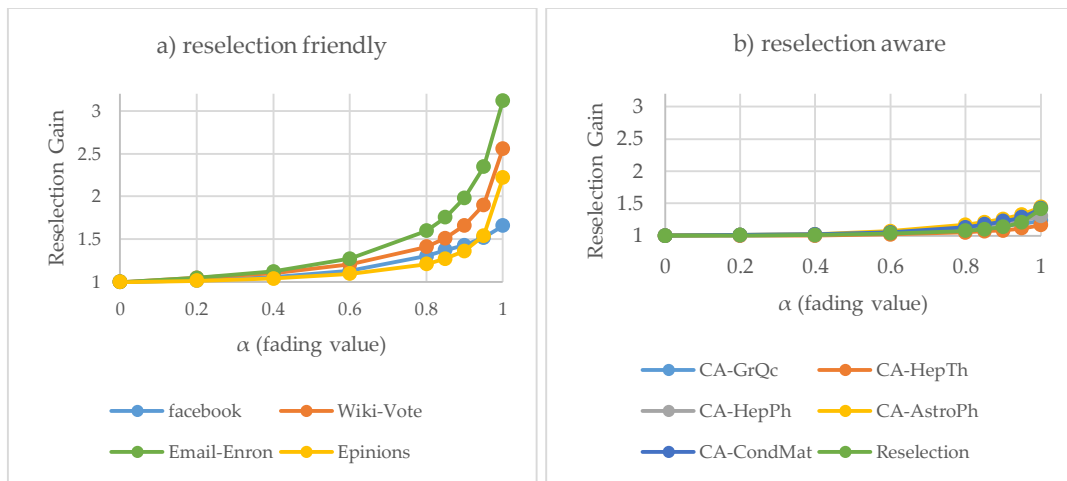 a) reselection friendly
Reselection Gain
3
2.5
2
1.5
1
0 0.2 0.4 0.6 0.8 1
α (fading value)
facebook Wiki-Vote
Email-Enron Epinions
b) reselection aware
Reselection Gain
3
2.5
2
1.5
1
0 0.2 0.4 0.6 0.8 1
α (fading value)
CA-GrQc CA-HepTh
CA-HepPh CA-AstroPh
CA-CondMat Reselection